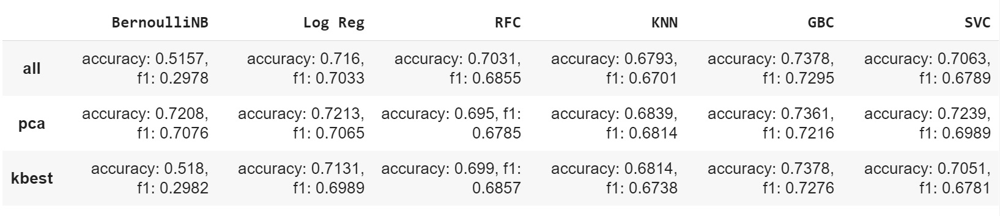 BernoulliNB Log Reg RFC KNN GBC SVC
all accuracy: 0.5157, f1: 0.2978 accuracy: 0.716, f1: 0.7033 accuracy: 0.7031, f1: 0.6855 accuracy: 0.6793, f1: 0.6701 accuracy: 0.7378, f1: 0.7295 accuracy: 0.7063, f1: 0.6789
pca accuracy: 0.7208, f1: 0.7076 accuracy: 0.7213, f1: 0.7065 accuracy: 0.695, f1: 0.6785 accuracy: 0.6839, f1: 0.6814 accuracy: 0.7361, f1: 0.7216 accuracy: 0.7239, f1: 0.6989
kbest accuracy: 0.518, f1: 0.2982 accuracy: 0.7131, f1: 0.6989 accuracy: 0.699, f1: 0.6857 accuracy: 0.6814, f1: 0.6738 accuracy: 0.7378, f1: 0.7276 accuracy: 0.7051, f1: 0.6781